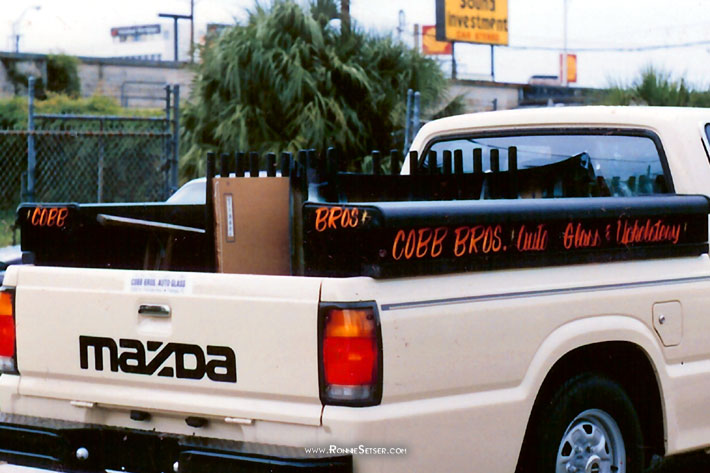 Sound
Investment
COBB
BROS.
COBB BROS. Auto Glass & Upholstery
COBB BROS. AUTO GLASS
mazda
www.RonnieSetser.com